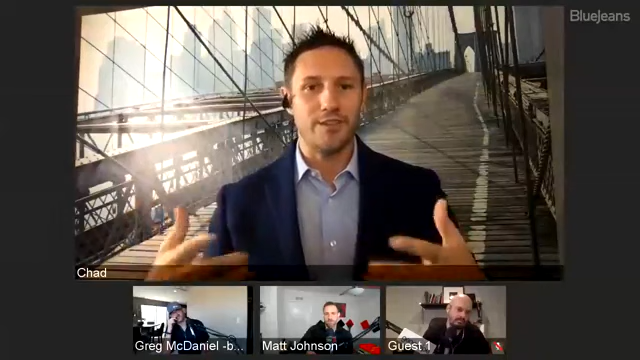 BlueJeans
Chad
Greg McDaniel -b...
Matt Johnson
Guest 1